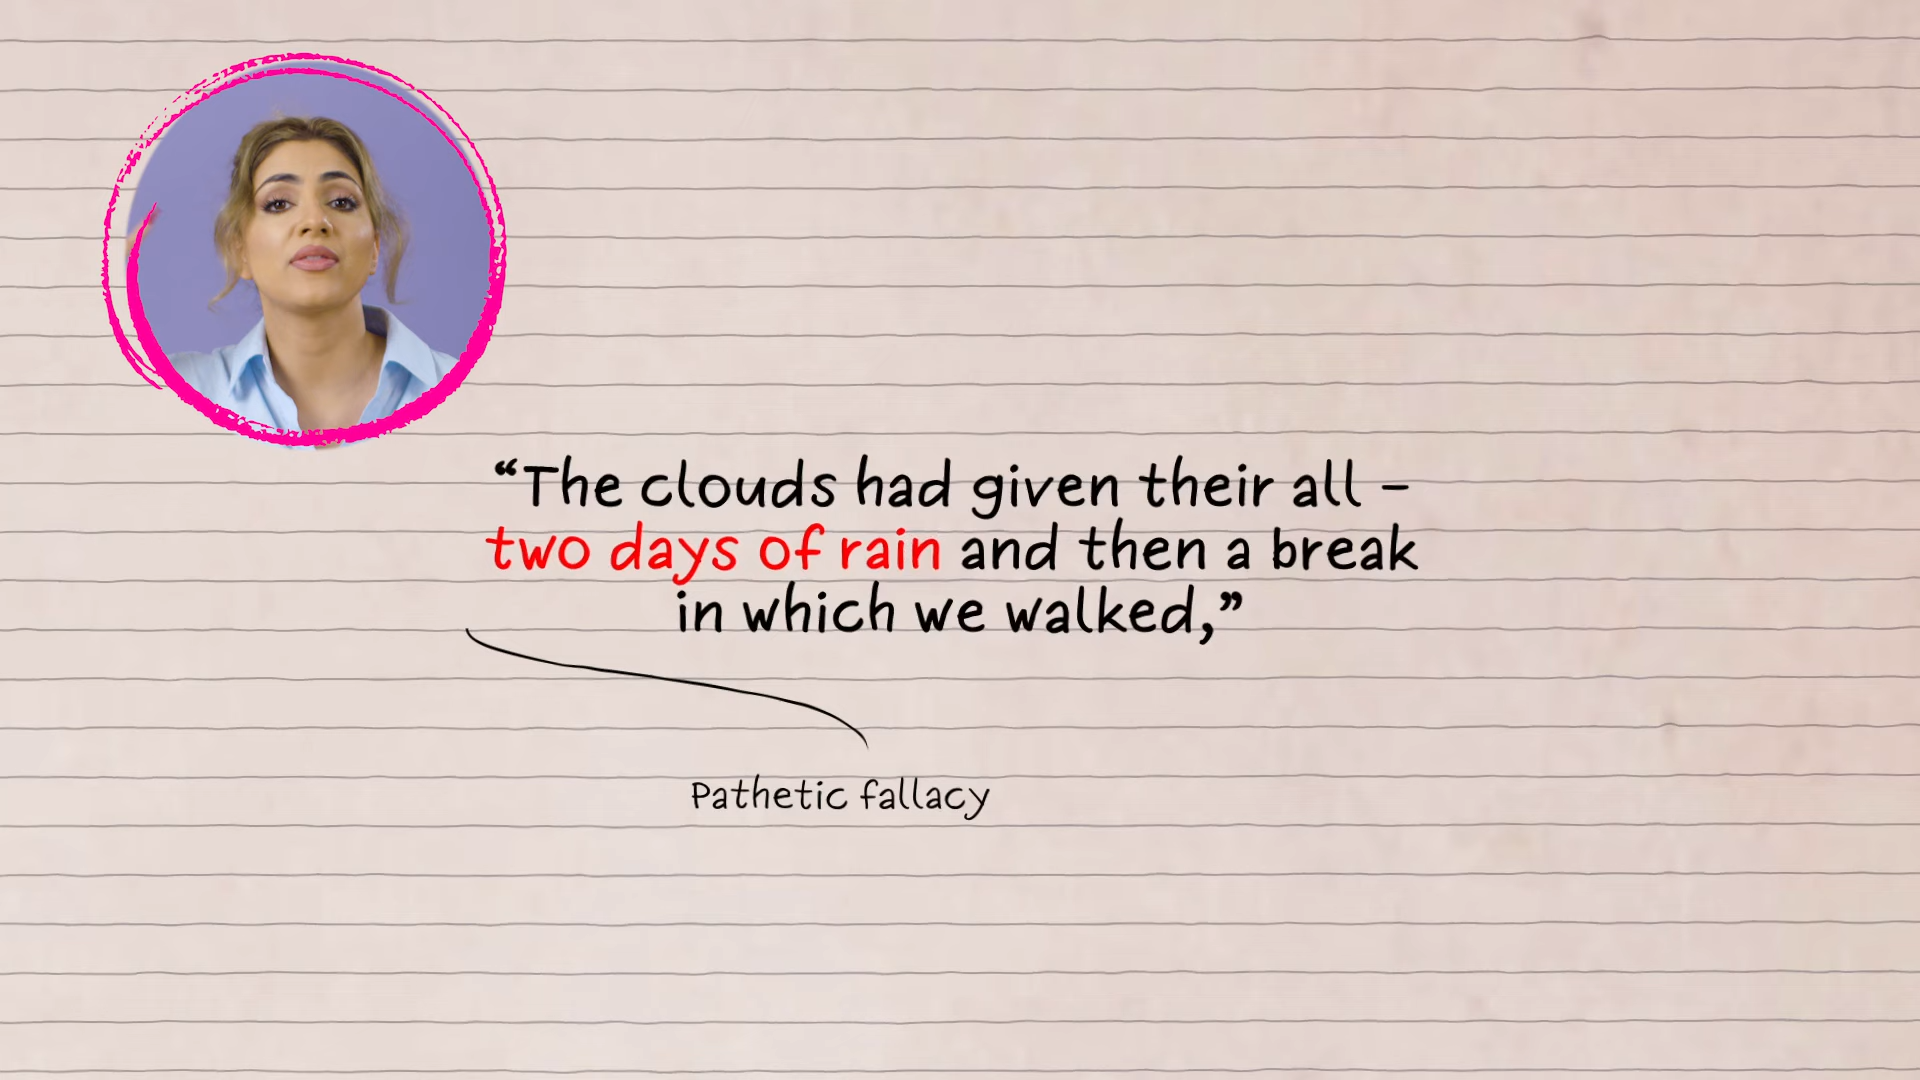 “The clouds had given their all –
two days of rain and then a break
in which we walked,”
Pathetic fallacy